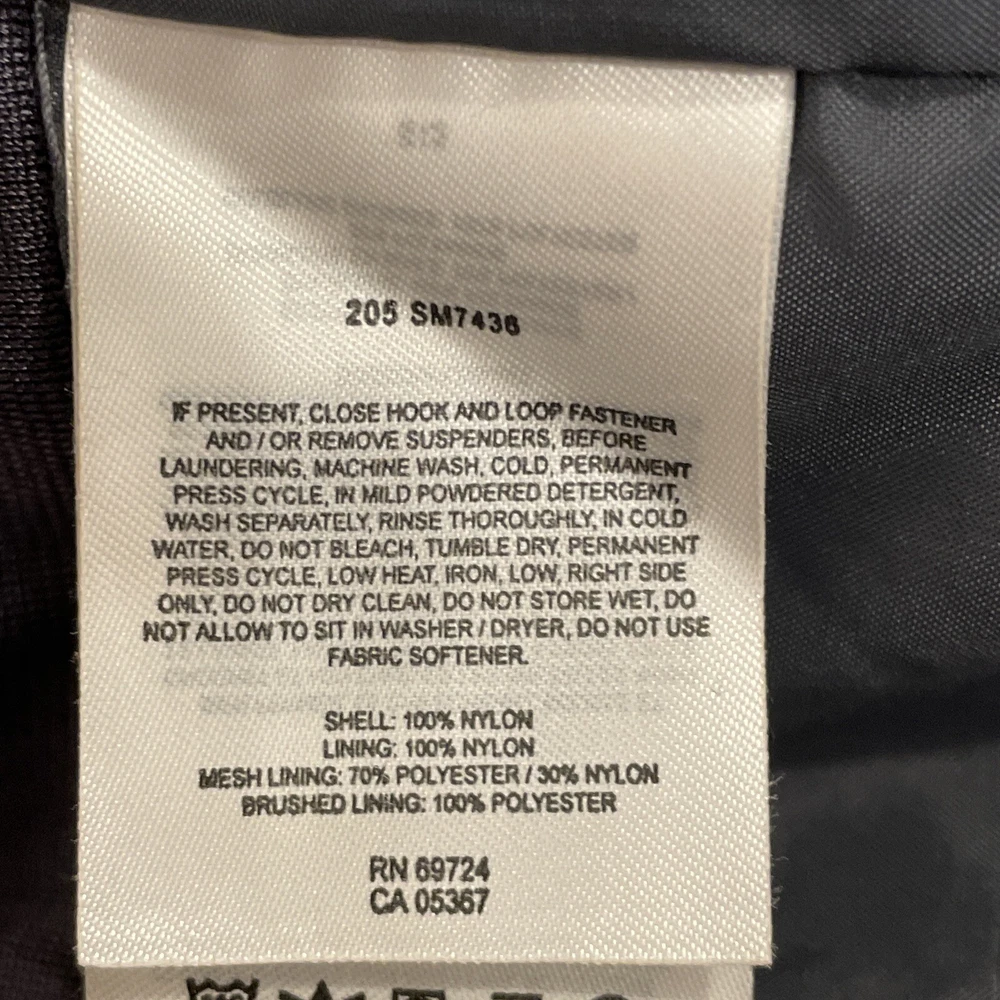 205 SM7436
IF PRESENT, CLOSE HOOK AND LOOP FASTENER
AND / OR REMOVE SUSPENDERS, BEFORE
LAUNDERING, MACHINE WASH, COLD, PERMANENT
PRESS CYCLE, IN MILD POWDERED DETERGENT,
WASH SEPARATELY, RINSE THOROUGHLY, IN COLD
WATER, DO NOT BLEACH, TUMBLE DRY, PERMANENT
PRESS CYCLE, LOW HEAT, IRON, LOW, RIGHT SIDE
ONLY, DO NOT DRY CLEAN, DO NOT STORE WET, DO
NOT ALLOW TO SIT IN WASHER / DRYER, DO NOT USE
FABRIC SOFTENER.
SHELL: 100% NYLON
LINING: 100% NYLON
MESH LINING: 70% POLYESTER / 30% NYLON
BRUSHED LINING: 100% POLYESTER
RN 69724
CA 05367